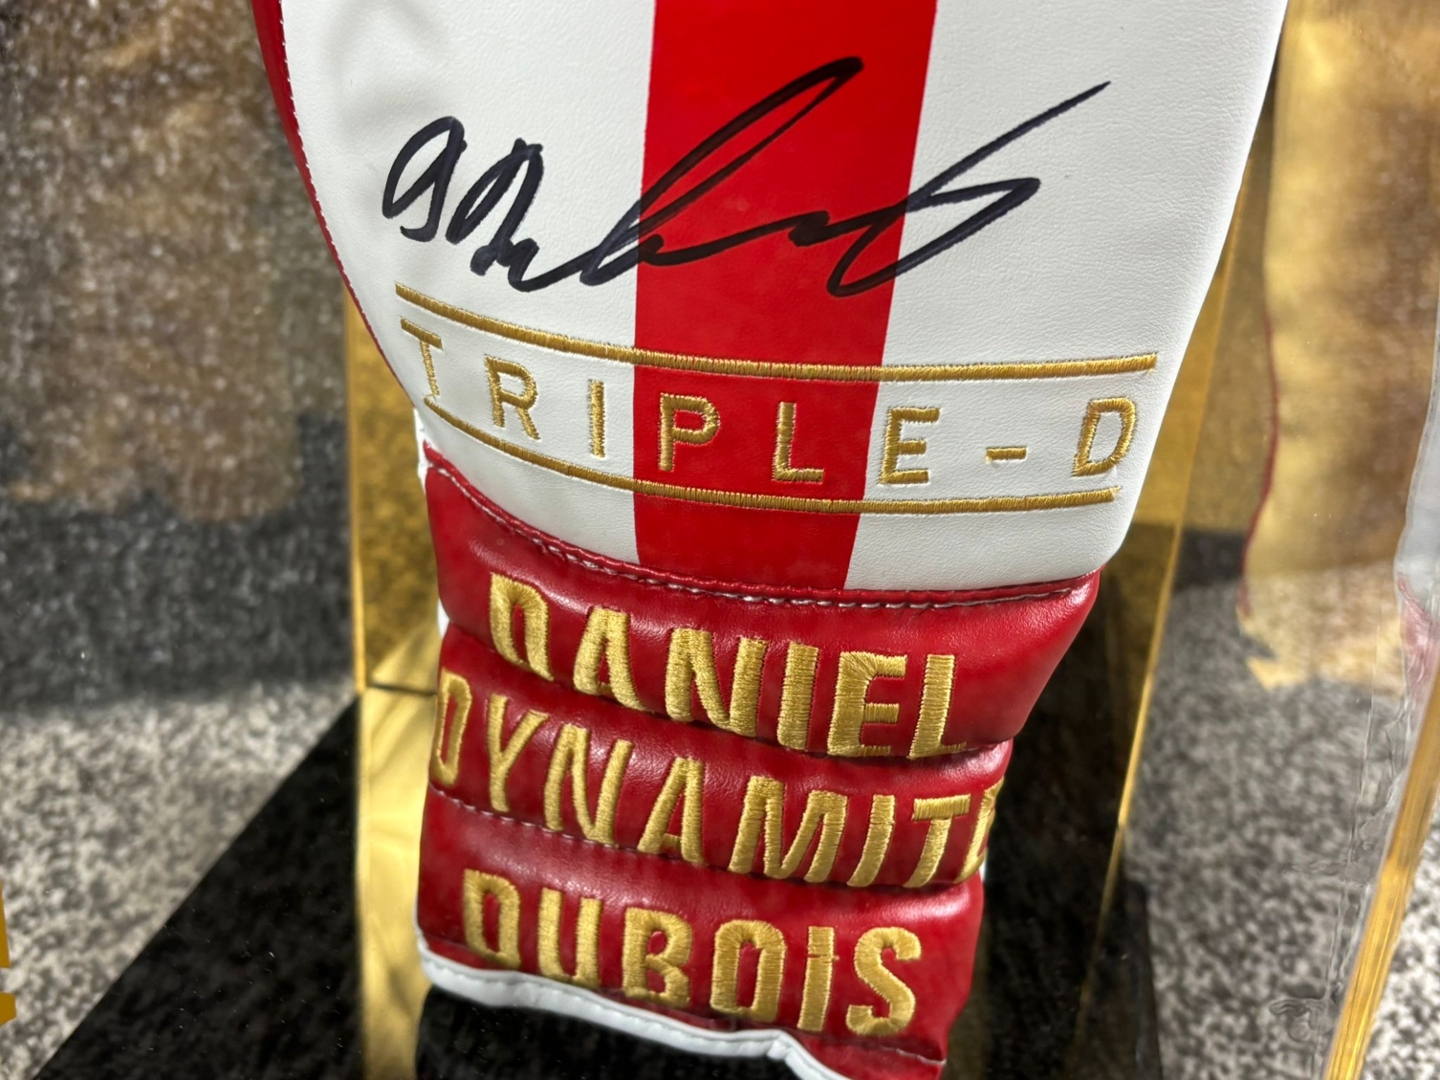 TRIPLE-D
DANIEL
DYNAMITE
DUBOIS